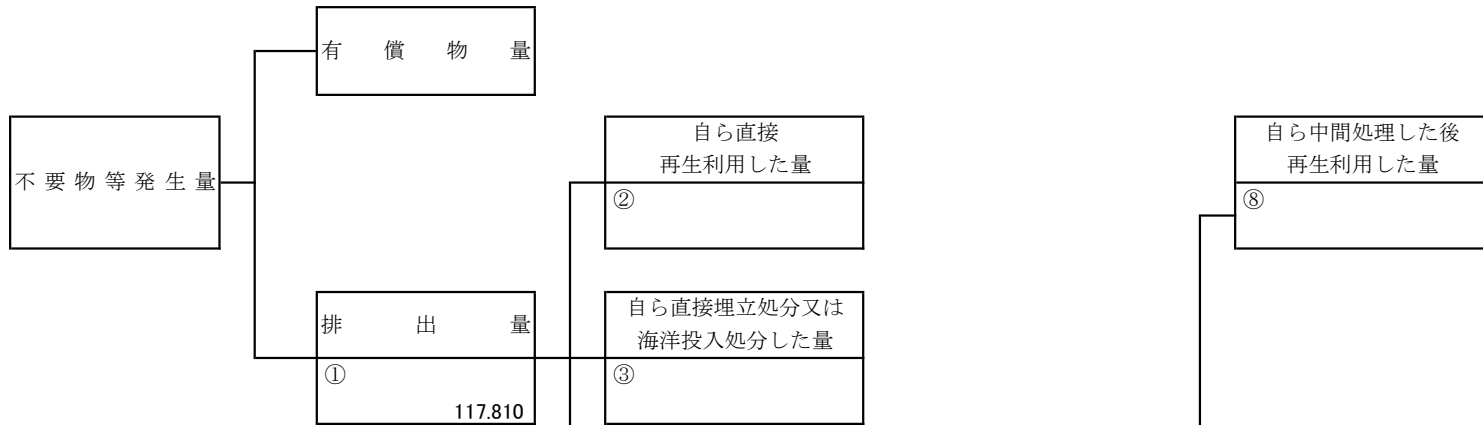 有償物量
不要物等発生量
自ら直接
再生利用した量
②
自ら中間処理した後
再生利用した量
⑧
排出量
①
117.810
自ら直接埋立処分又は
海洋投入処分した量
③